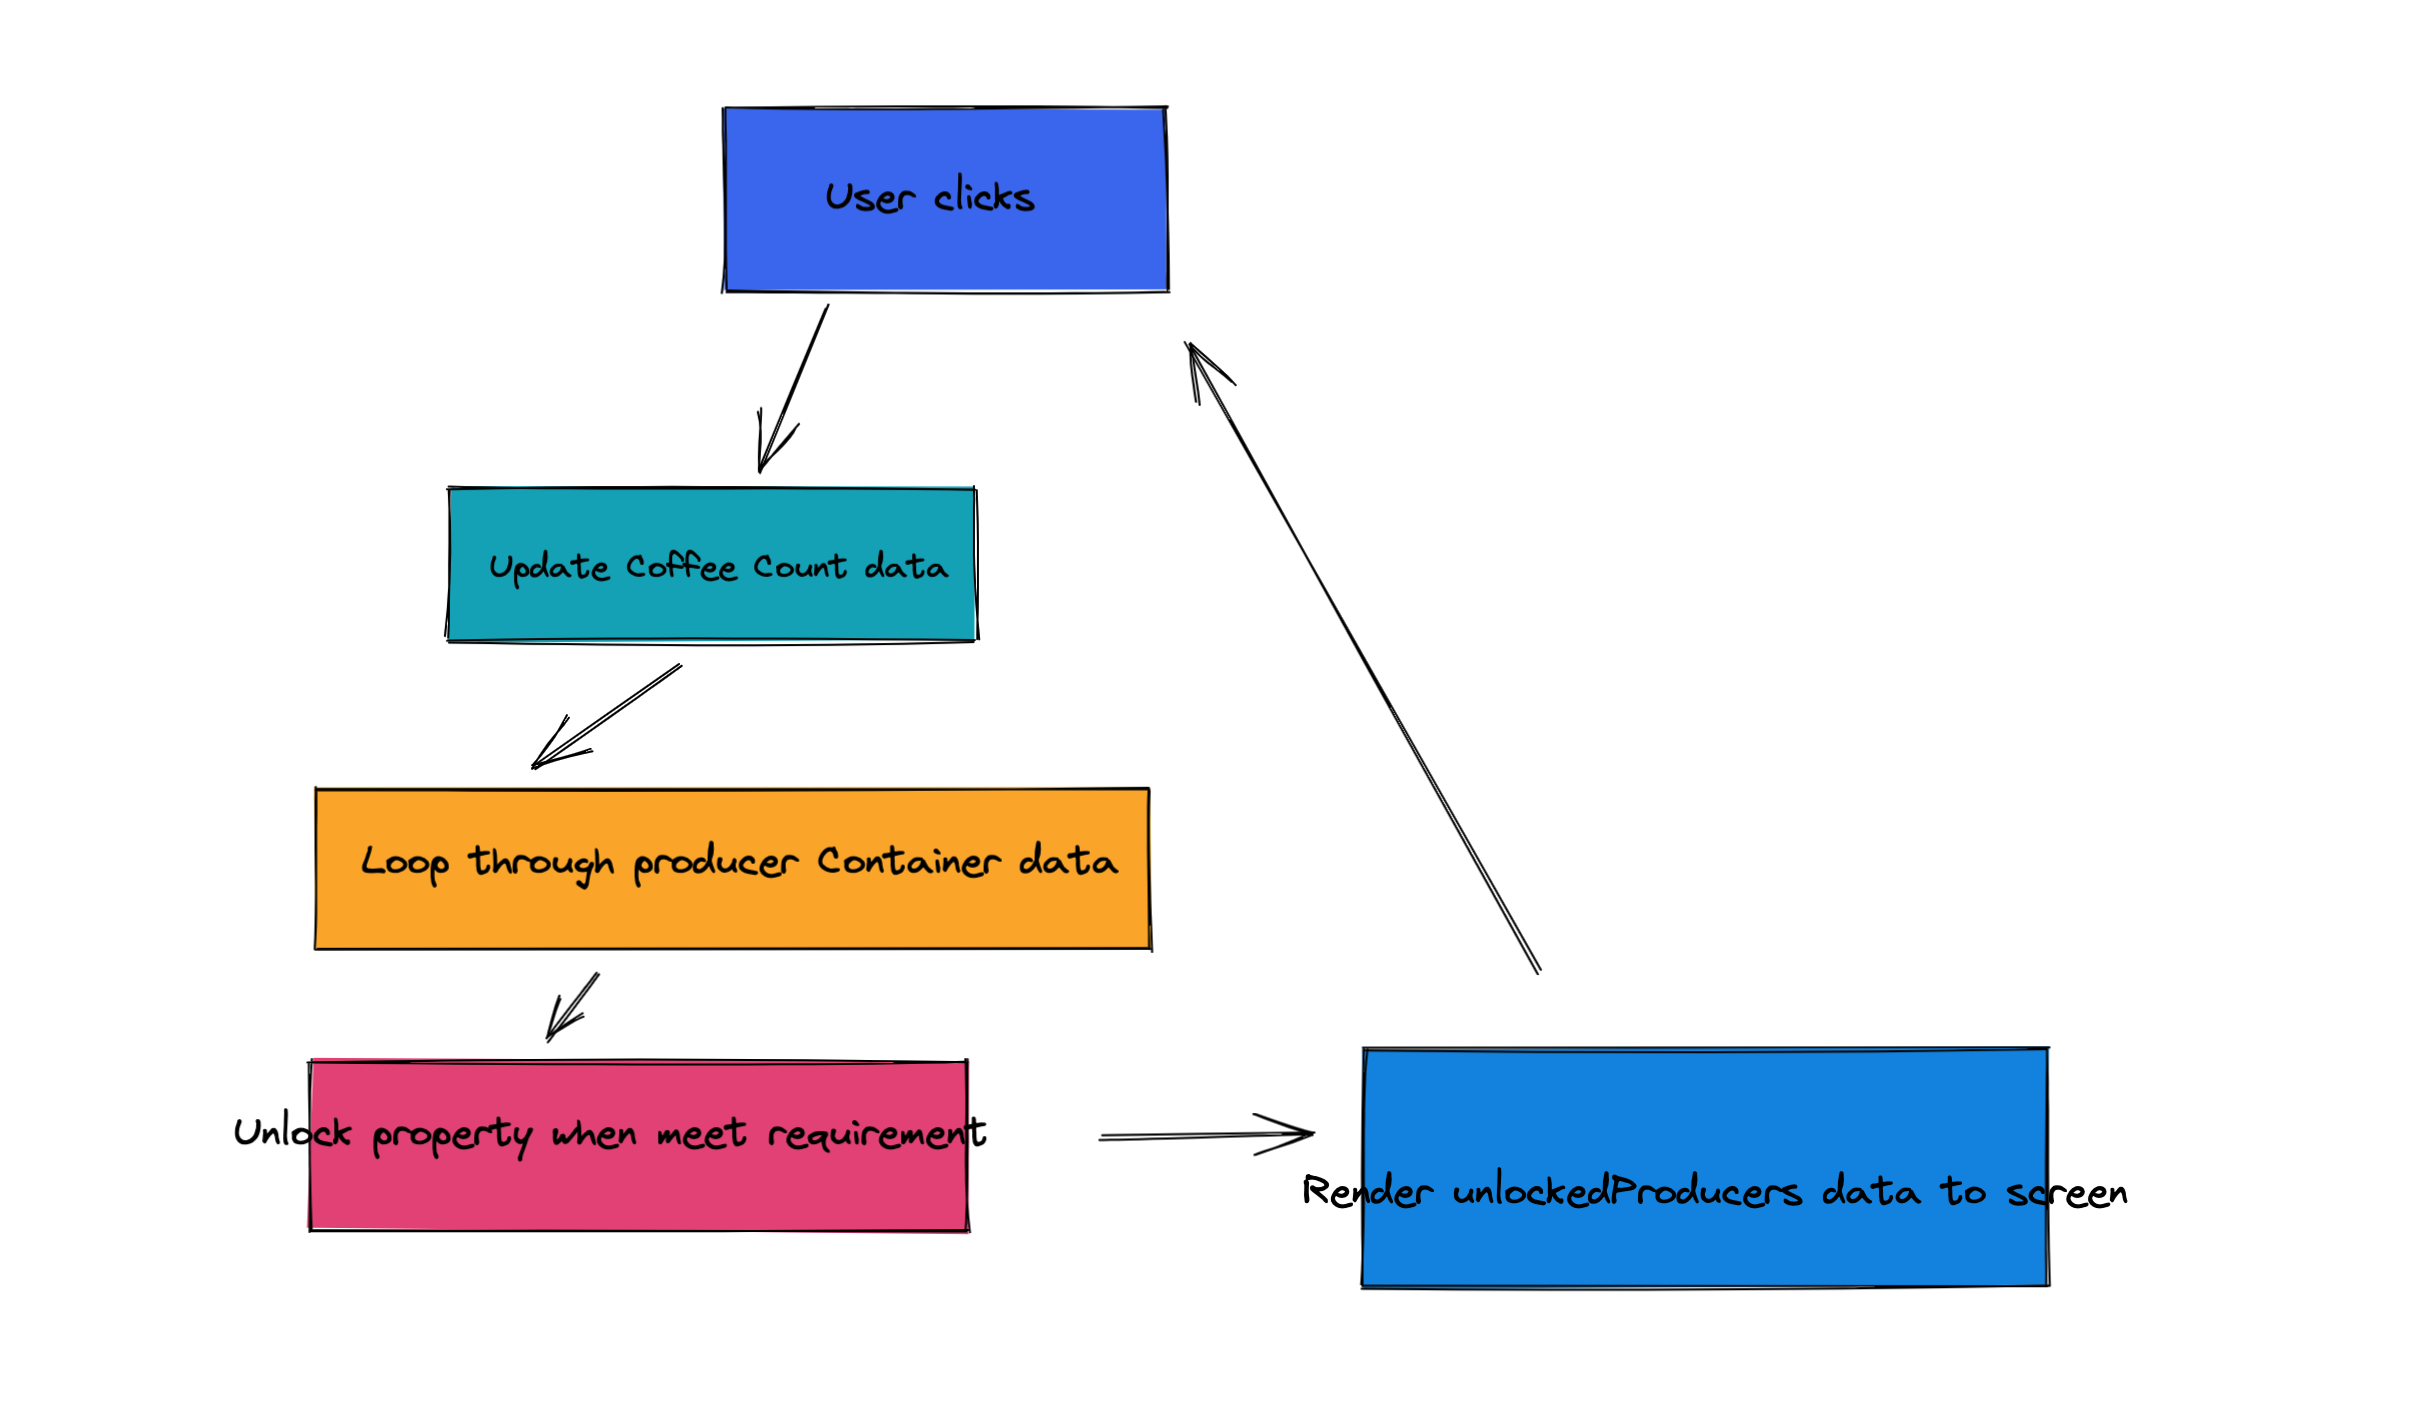 User clicks
Update Coffee Count data
Loop through producer Container data
Unlock property when meet requirement
Render unlockedProducers data to screen